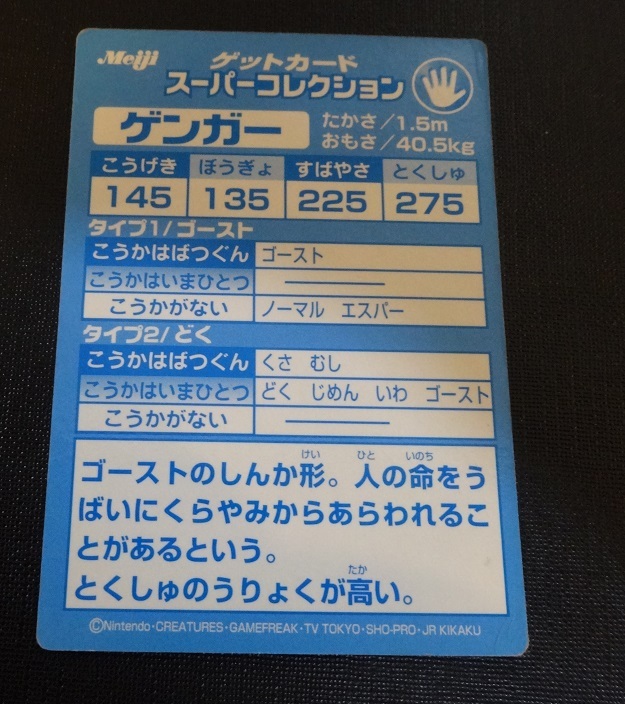 Meiji
ゲットカード
スーパーコレクション
ゲンガー
たかさ/1.5m
おもさ/40.5kg
こうげき ぼうぎょ すばやさ とくしゅ
145 135 225 275
タイプ1/ゴースト
こうかはばつぐん ゴースト
こうかはいまひとつ ―――
こうかがない ノーマル エスパー
タイプ2/どく
こうかはばつぐん くさ むし
こうかはいまひとつ どく じめん いわ ゴースト
こうかがない ―――
けい ひと いのち
ゴーストのしんか形。人の命をう
ばいにくらやみからあらわれるこ
とがあるという。
たか
とくしゅのうりょくが高い。
©Nintendo・CREATURES・GAMEFREAK・TV TOKYO・SHO-PRO・JR KIKAKU